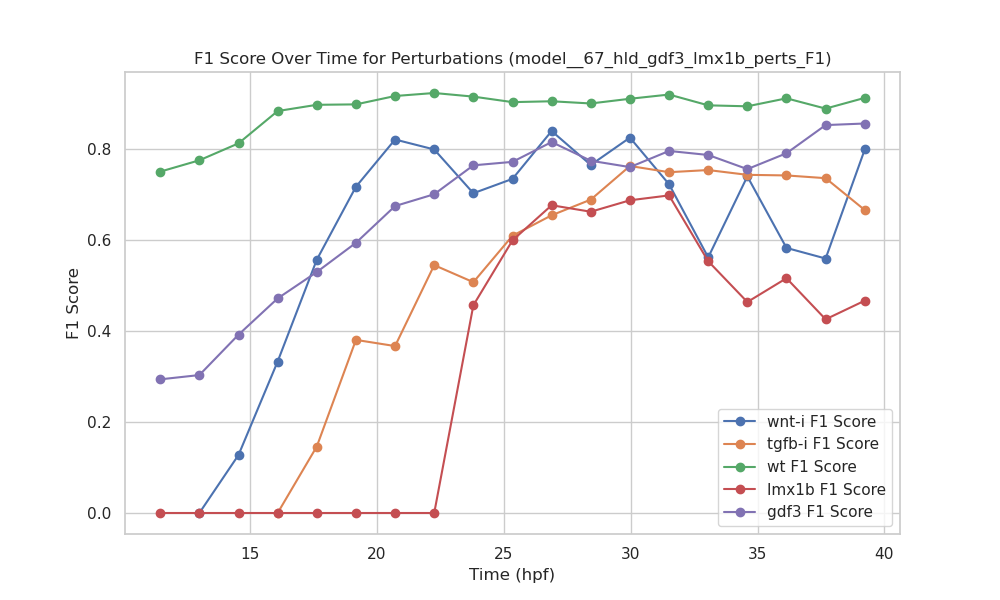 F1 Score Over Time for Perturbations (model__67_hld_gdf3_lmx1b_perts_F1)
F1 Score
0.8
0.6
0.4
0.2
0.0
wnt-i F1 Score
tgfb-i F1 Score
wt F1 Score
lmx1b F1 Score
gdf3 F1 Score
15
20
25
30
35
40
Time (hpf)